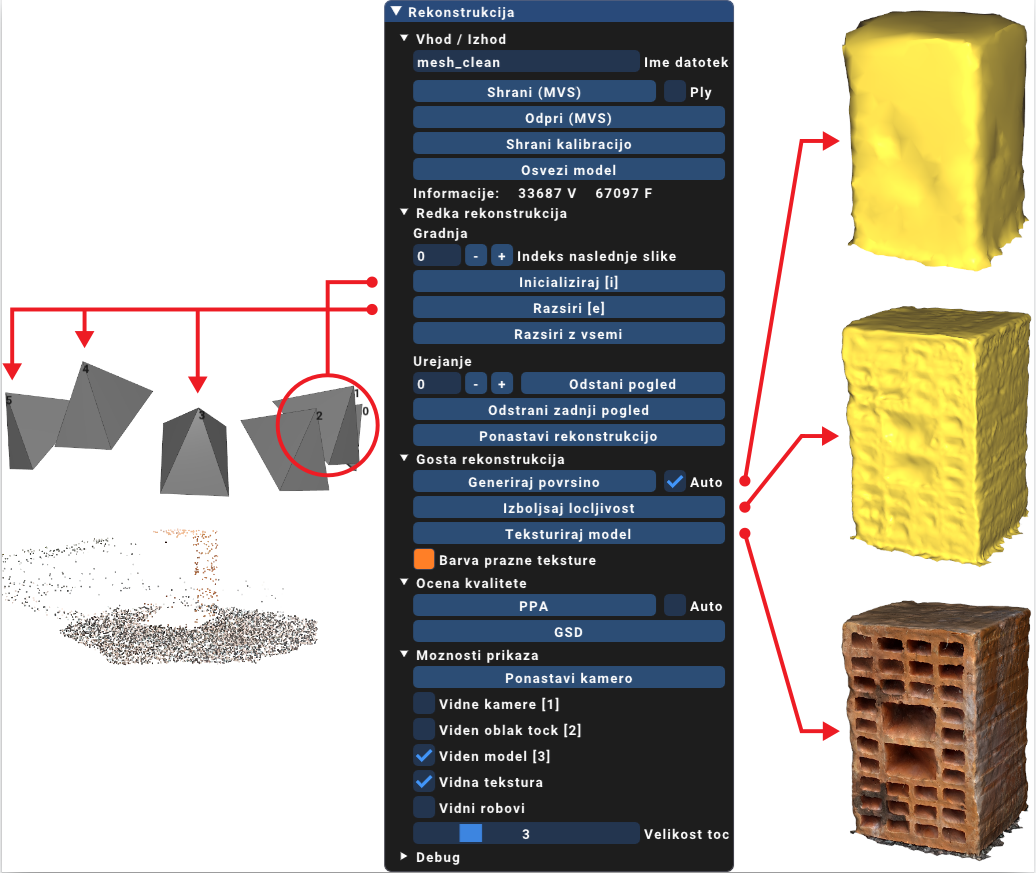 Rekonstrukcija
Vhod / Izhod
mesh_clean Ime datotek
Shrani (MVS) Ply
Odpri (MVS)
Shrani kalibracijo
Osvezi model
Informacije: 33687 V 67097 F
Redka rekonstrukcija
Gradnja
0 - + Indeks naslednje slike
Inicializiraj [i]
Razsiri [e]
Razsiri z vsemi
Urejanje
0 - + Odstani pogled
Odstrani zadnji pogled
Ponastavi rekonstrukcijo
Gosta rekonstrukcija
Generiraj povrsino Auto
Izboljsaj locljivost
Teksturiraj model
Barva prazne teksture
Ocena kvalitete
PPA Auto
GSD
Moznosti prikaza
Ponastavi kamero
Vidne kamere [1]
Viden oblak tock [2]
Viden model [3]
Vidna tekstura
Vidni robovi
3 Velikost toc
Debug
5
4
3
2
1
0